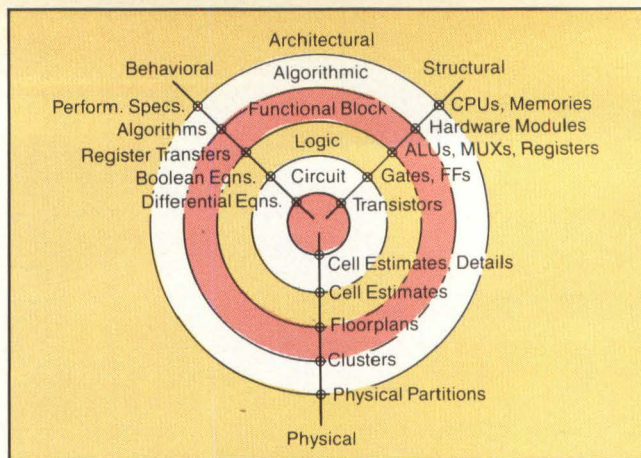 Architectural
Behavioral
Algorithmic
Structural
Perform. Specs.
Functional Block
CPUs, Memories
Algorithms
Hardware Modules
Register Transfers
Logic
ALUs, MUXs, Registers
Boolean Eqns.
Circuit
Gates, FFs
Differential Eqns.
Transistors
Cell Estimates, Details
Cell Estimates
Floorplans
Clusters
Physical Partitions
Physical